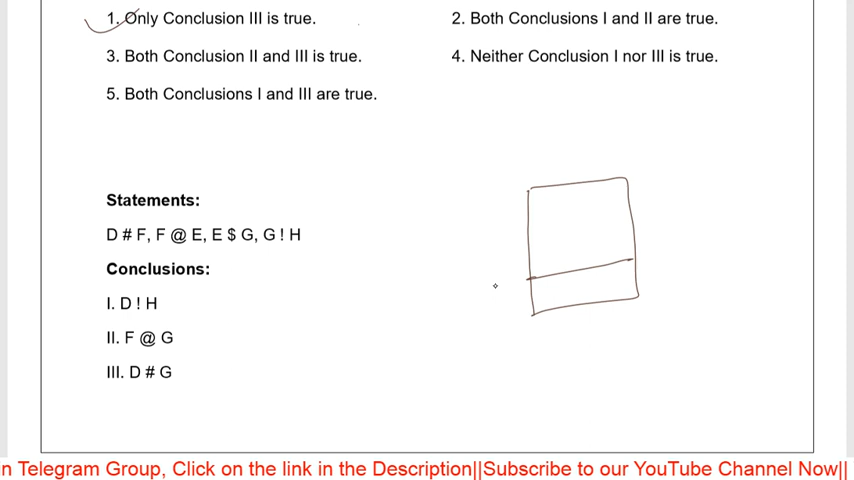 1. Only Conclusion III is true.
2. Both Conclusions I and II are true.
3. Both Conclusion II and III is true.
4. Neither Conclusion I nor III is true.
5. Both Conclusions I and III are true.
Statements:
D # F, F @ E, E $ G, G ! H
Conclusions:
I. D ! H
II. F @ G
III. D # G
n Telegram Group, Click on the link in the Description||Subscribe to our YouTube Channel Now||